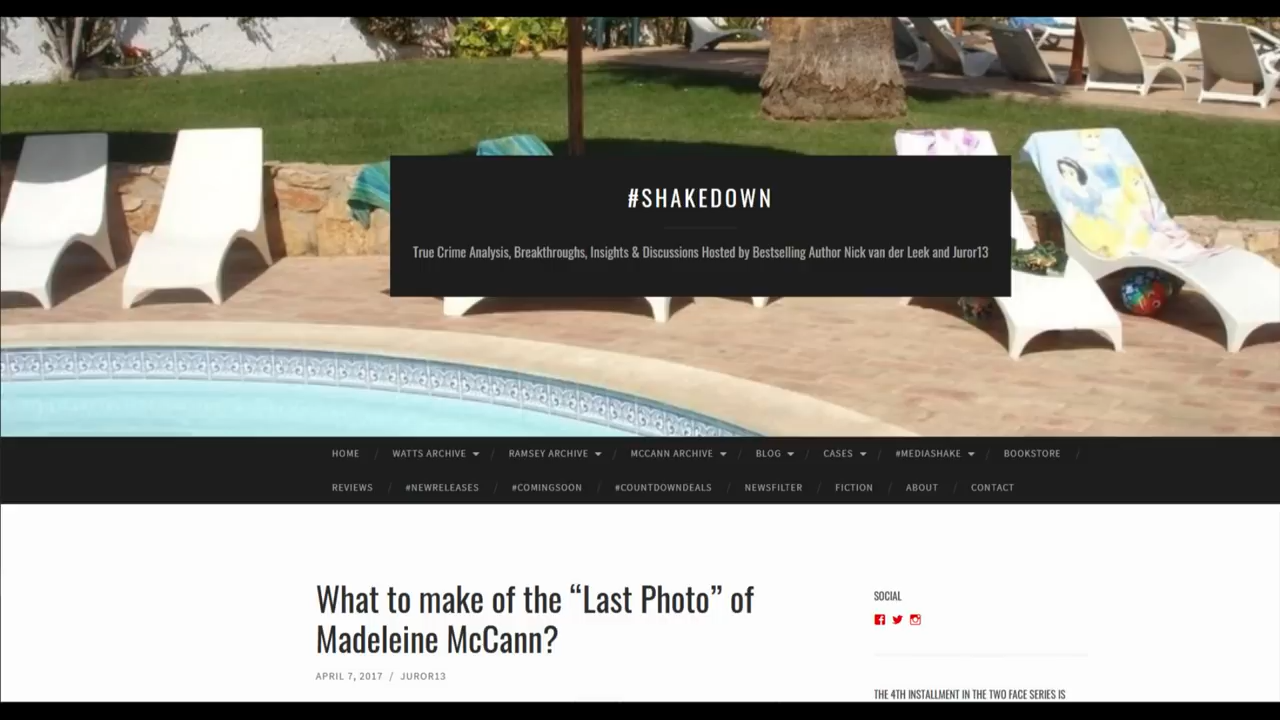 #SHAKEDOWN
True Crime Analysis, Breakthroughs, Insights & Discussions Hosted by Bestselling Author Nick van der Leek and Juror13
HOME / WATTS ARCHIVE / RAMSEY ARCHIVE / MCCANN ARCHIVE / BLOG / CASES / #MEDIASHAKE / BOOKSTORE /
REVIEWS / #NEWRELEASES / #COMINGSOON / #COUNTDOWNDEALS / NEWSFILTER / FICTION / ABOUT / CONTACT
What to make of the “Last Photo” of
Madeleine McCann?
APRIL 7, 2017 / JUROR13
SOCIAL
THE 4TH INSTALLMENT IN THE TWO FACE SERIES IS